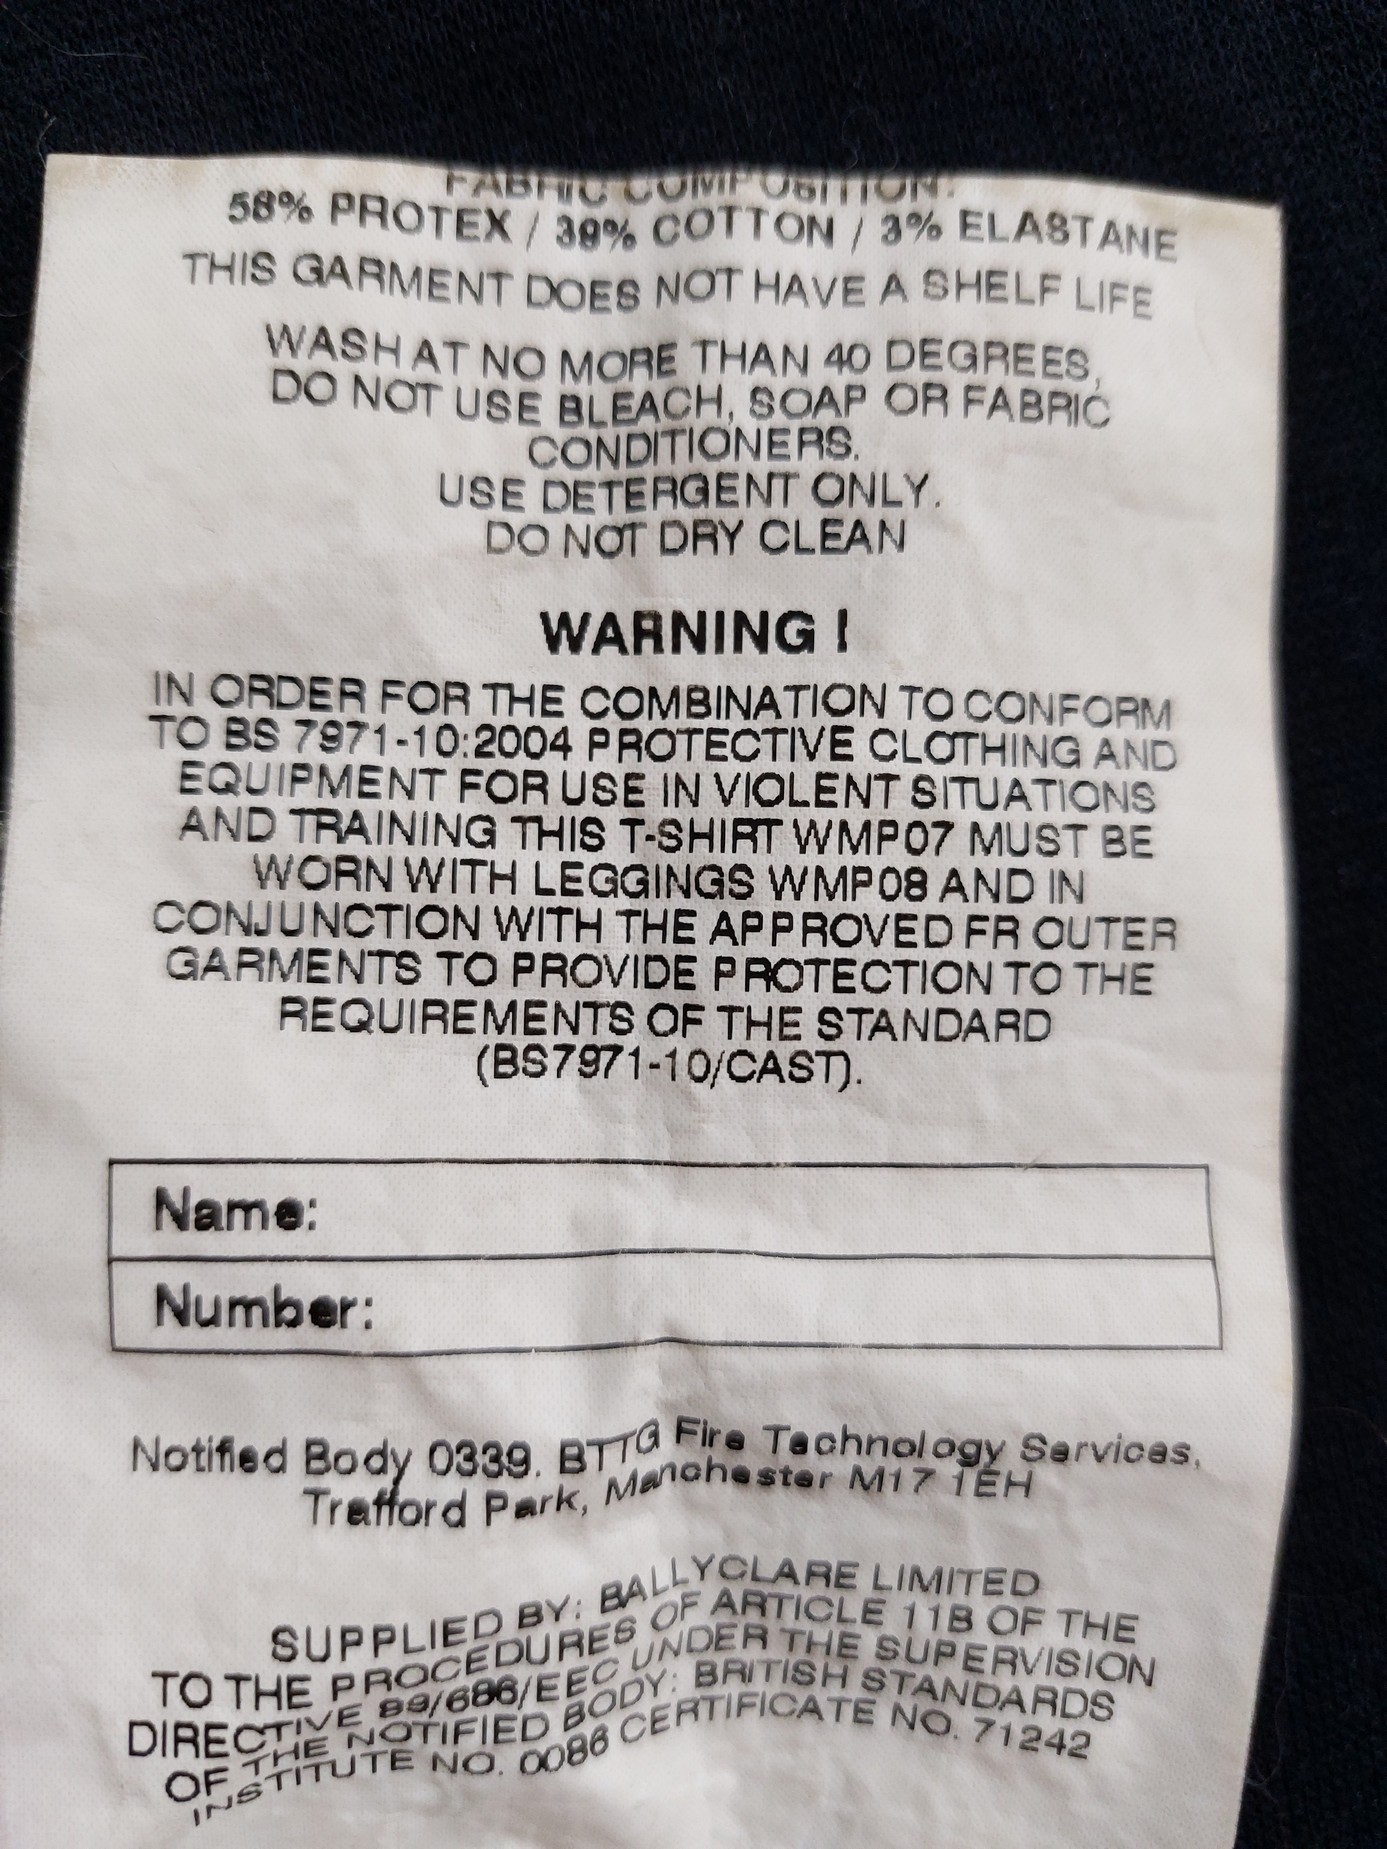 FABRIC COMPOSITION:
58% PROTEX / 39% COTTON / 3% ELASTANE
THIS GARMENT DOES NOT HAVE A SHELF LIFE
WASH AT NO MORE THAN 40 DEGREES,
DO NOT USE BLEACH, SOAP OR FABRIC
CONDITIONERS.
USE DETERGENT ONLY.
DO NOT DRY CLEAN
WARNING !
IN ORDER FOR THE COMBINATION TO CONFORM
TO BS 7971-10:2004 PROTECTIVE CLOTHING AND
EQUIPMENT FOR USE IN VIOLENT SITUATIONS
AND TRAINING THIS T-SHIRT WMP07 MUST BE
WORN WITH LEGGINGS WMP08 AND IN
CONJUNCTION WITH THE APPROVED FR OUTER
GARMENTS TO PROVIDE PROTECTION TO THE
REQUIREMENTS OF THE STANDARD
(BS7971-10/CAST).
Name:
Number:
Notified Body 0339. BTTG Fire Technology Services,
Trafford Park, Manchester M17 1EH
SUPPLIED BY: BALLYCLARE LIMITED
TO THE PROCEDURES OF ARTICLE 11B OF THE
DIRECTIVE 89/686/EEC UNDER THE SUPERVISION
OF THE NOTIFIED BODY: BRITISH STANDARDS
INSTITUTE NO. 0086 CERTIFICATE NO. 71242